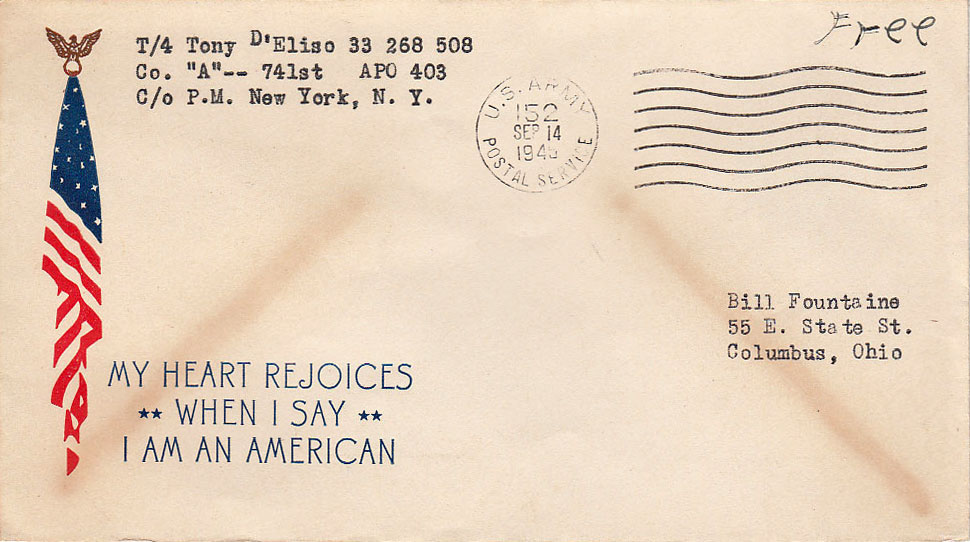 T/4 Tony D'Eliso 33 268 508
Co. "A"-- 741st APO 403
C/o P.M. New York, N. Y.
Free
U.S. ARMY
152
SEP 14
POSTAL SERVICE
Bill Fountaine
55 E. State St.
Columbus, Ohio
MY HEART REJOICES
★★ WHEN I SAY ★★
I AM AN AMERICAN